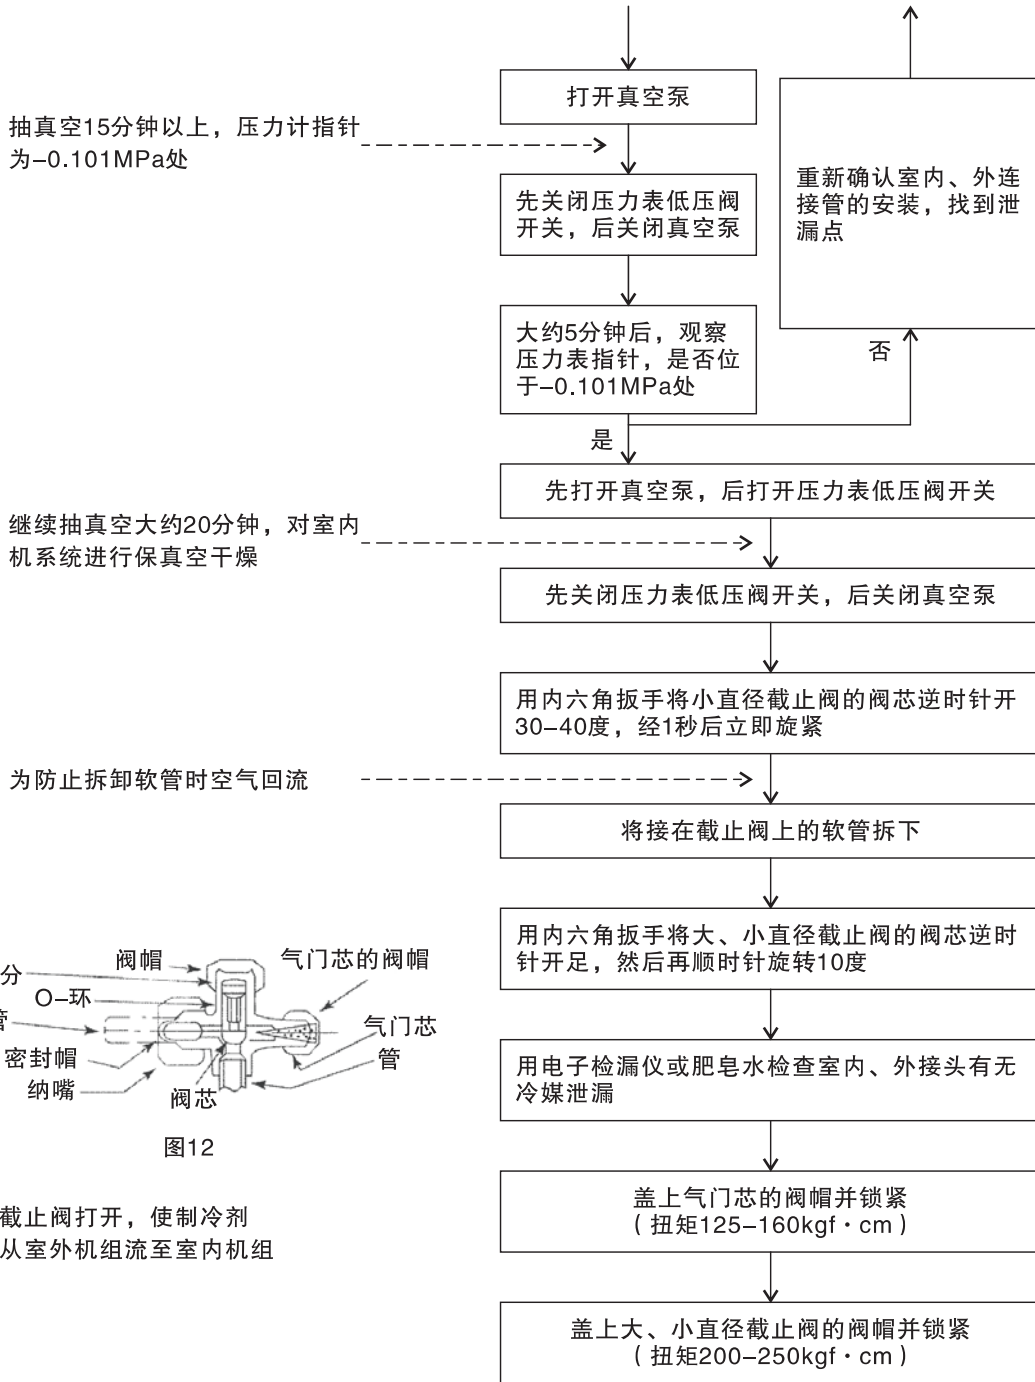 打开真空泵
抽真空15分钟以上，压力计指针
为–0.101MPa处
先关闭压力表低压阀
开关，后关闭真空泵
重新确认室内、外连
接管的安装，找到泄
漏点
大约5分钟后，观察
压力表指针，是否位
于–0.101MPa处
否
是
先打开真空泵，后打开压力表低压阀开关
继续抽真空大约20分钟，对室内
机系统进行保真空干燥
先关闭压力表低压阀开关，后关闭真空泵
用内六角扳手将小直径截止阀的阀芯逆时针开
30–40度，经1秒后立即旋紧
为防止拆卸软管时空气回流
将接在截止阀上的软管拆下
用内六角扳手将大、小直径截止阀的阀芯逆时
针开足，然后再顺时针旋转10度
用电子检漏仪或肥皂水检查室内、外接头有无
冷媒泄漏
盖上气门芯的阀帽并锁紧
（扭矩125–160kgf·cm）
盖上大、小直径截止阀的阀帽并锁紧
（扭矩200–250kgf·cm）
阀帽
气门芯的阀帽
分
O–环
管
气门芯
密封帽
管
纳嘴
阀芯
图12
截止阀打开，使制冷剂
从室外机组流至室内机组